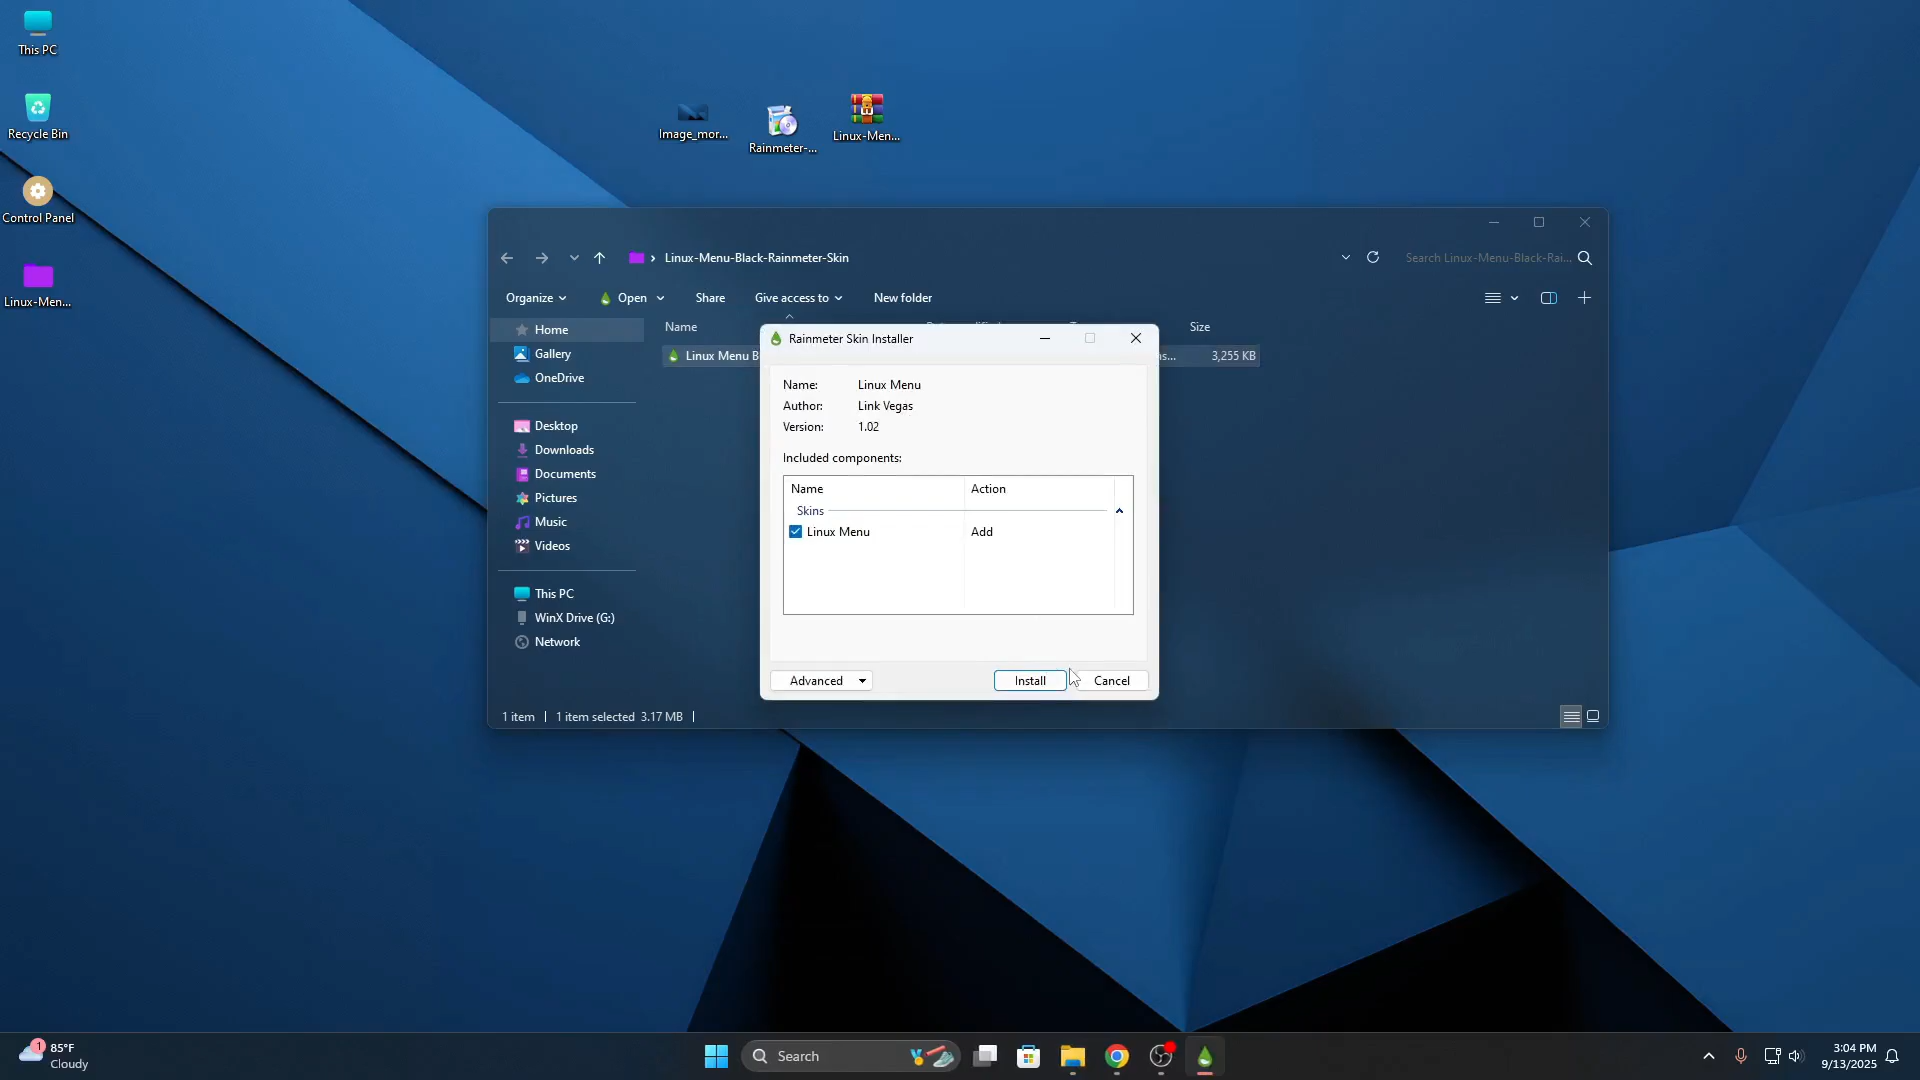 This PC
Recycle Bin
Control Panel
Linux-Men...
Image_mor...
Rainmeter-...
Linux-Men...
Linux-Menu-Black-Rainmeter-Skin
Search Linux-Menu-Black-Rai...
Organize
Open
Share
Give access to
New folder
Name
Size
Linux Menu B
3,255 KB
Home
Gallery
OneDrive
Desktop
Downloads
Documents
Pictures
Music
Videos
This PC
WinX Drive (G:)
Network
1 item
1 item selected 3.17 MB
Rainmeter Skin Installer
Name: Linux Menu
Author: Link Vegas
Version: 1.02
Included components:
Name Action
Skins
Linux Menu Add
Advanced
Install
Cancel
1
85°F
Cloudy
Search
3:04 PM
9/13/2025